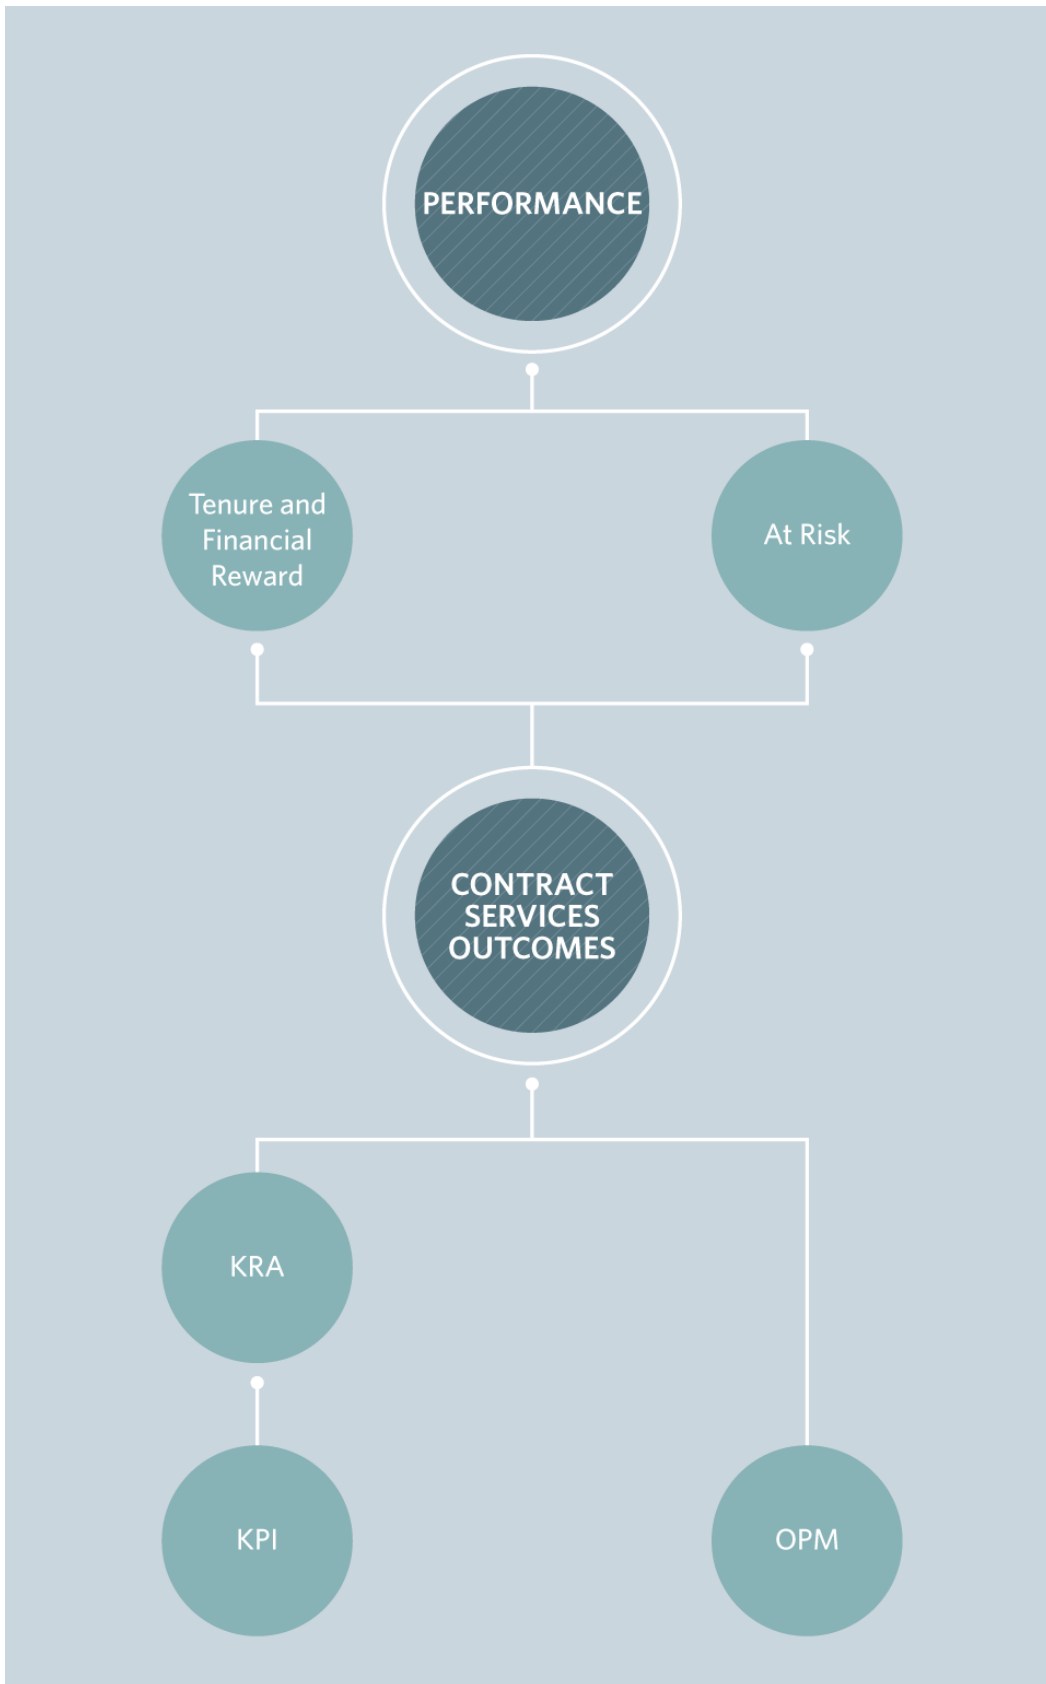 PERFORMANCE
Tenure and
Financial
Reward
At Risk
CONTRACT
SERVICES
OUTCOMES
KRA
KPI
OPM